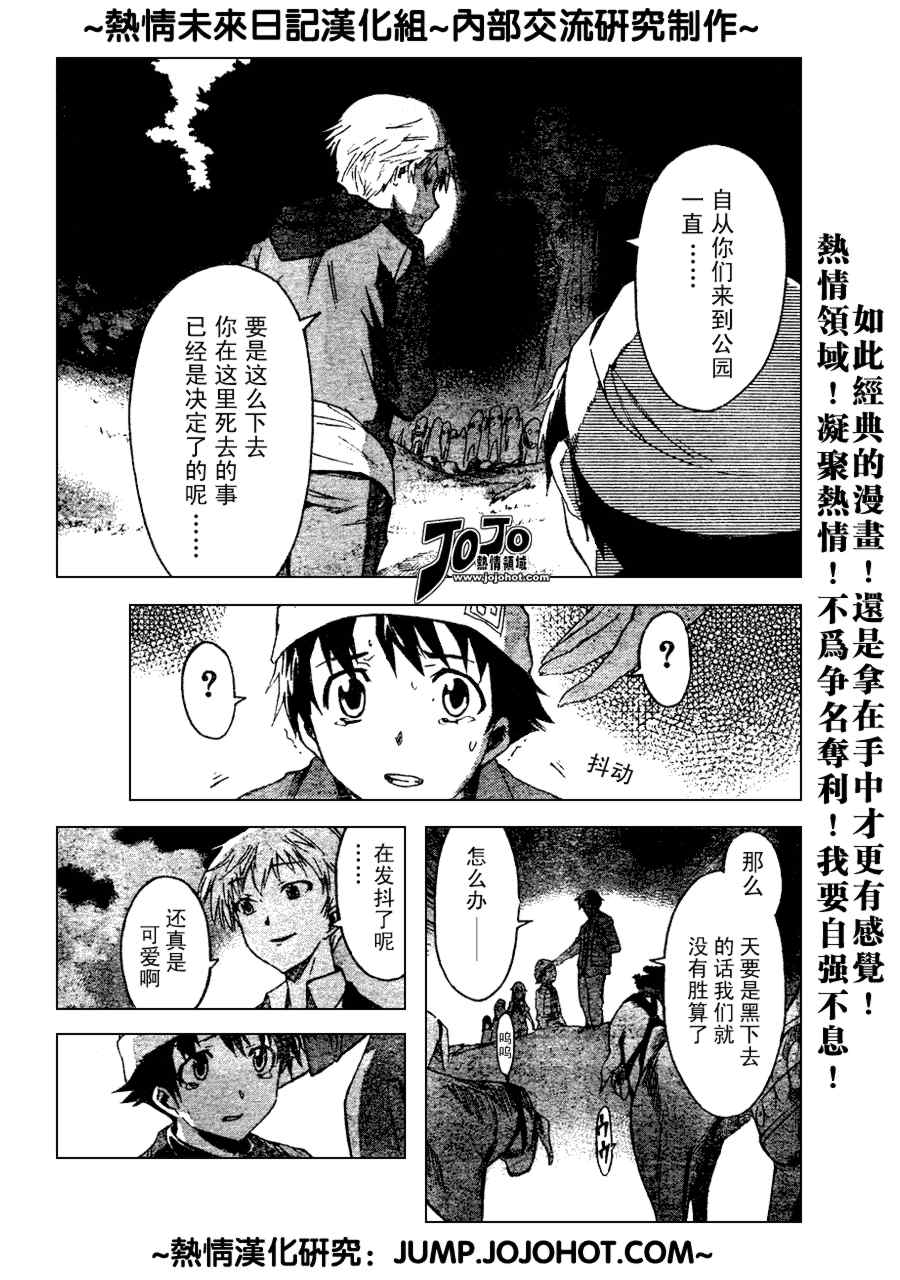 ~熱情未來日記漢化組~內部交流研究制作~
自从你们来到公园
一直……
要是这么下去
你在这里死去的事
已经是决定了的呢……
JoJo
熱情領域
www.jojohot.com
?
?
抖动
那么
天要是黑下去
的话我们就
没有胜算了
怎么办——
呜呜
在发抖了呢
……
还真是
可爱啊
如此經典的漫畫！還是拿在手中才更有感覺！
熱情領域！凝聚熱情！不爲争名奪利！我要自强不息！
~熱情漢化研究：JUMP.JOJOHOT.COM~